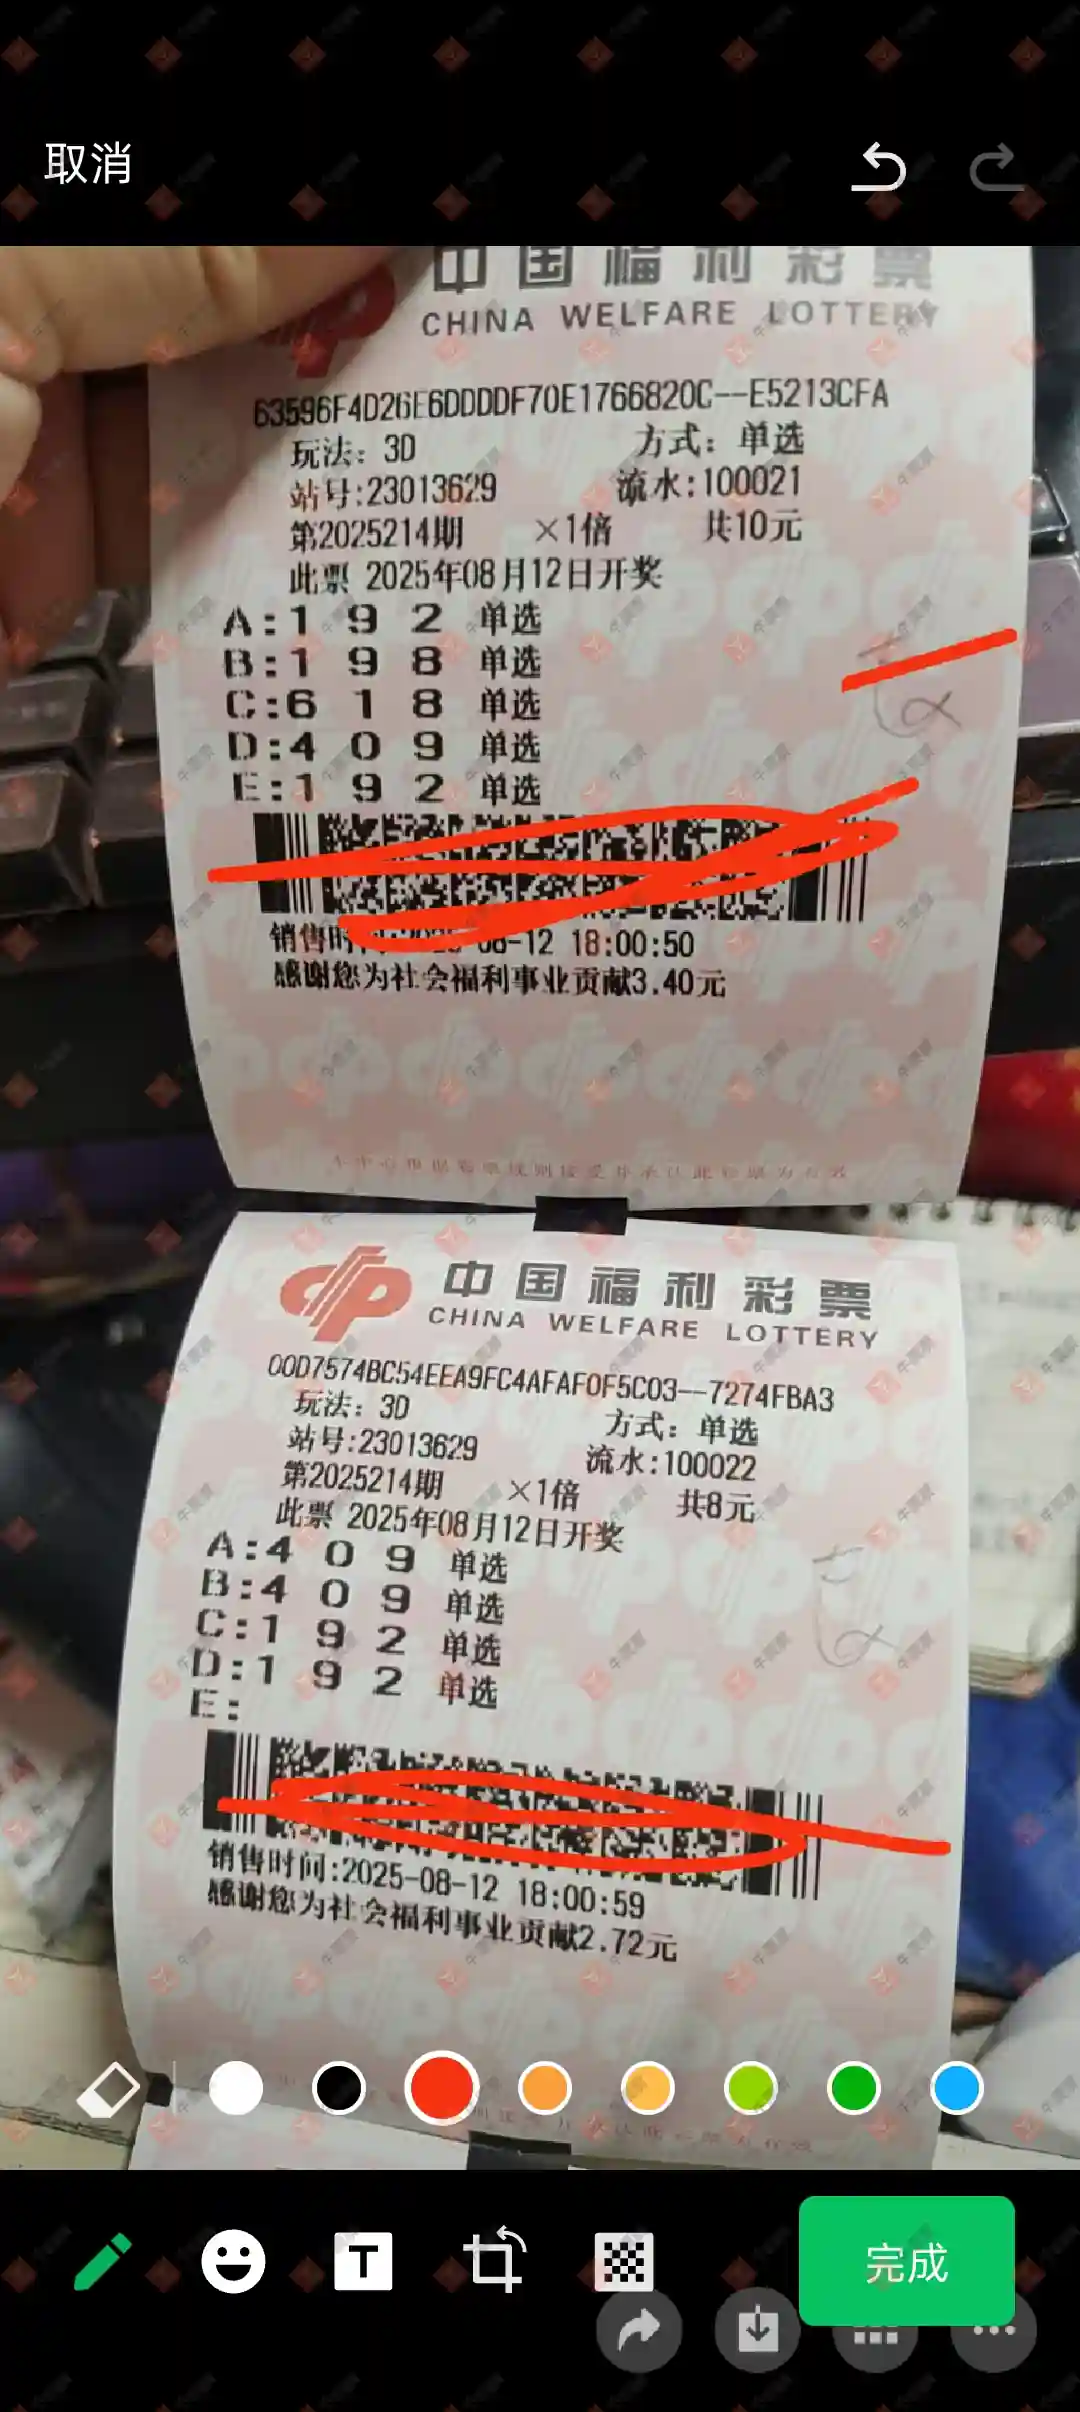 取消
中国福利彩票
CHINA WELFARE LOTTERY
63596F4D26E6DDDDF70E1766820C--E5213CFA
玩法：3D 方式：单选
站号:23013629 流水:100021
第2025214期 ×1倍 共10元
此票 2025年08月12日开奖
A:1 9 2 单选
B:1 9 8 单选
C:6 1 8 单选
D:4 0 9 单选
E:1 9 2 单选
销售时间:2025-08-12 18:00:50
感谢您为社会福利事业贡献3.40元
中国福利彩票
CHINA WELFARE LOTTERY
00D7574BC54EEA9FC4AFAF0F5C03--7274FBA3
玩法：3D 方式：单选
站号:23013629 流水:100022
第2025214期 ×1倍 共8元
此票 2025年08月12日开奖
A:4 0 9 单选
B:4 0 9 单选
C:1 9 2 单选
D:1 9 2 单选
E:
销售时间:2025-08-12 18:00:59
感谢您为社会福利事业贡献2.72元
T
完成